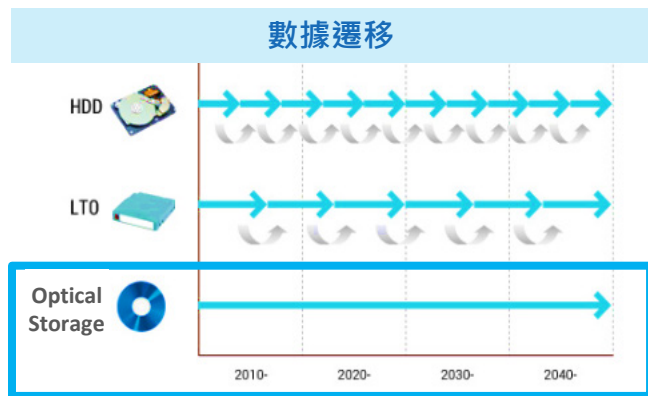 數據遷移
HDD
LTO
Optical
Storage
2010-
2020-
2030-
2040-